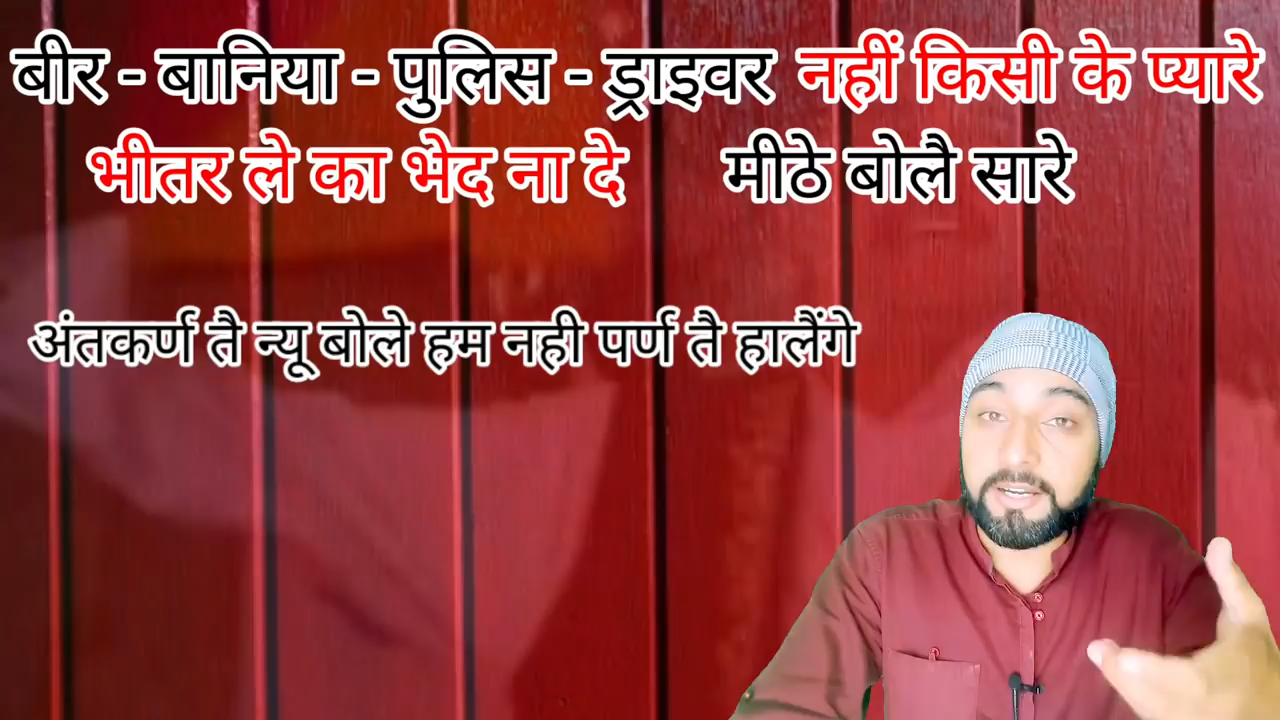 बीर - बानिया - पुलिस - ड्राइवर नहीं किसी के प्यारे
भीतर ले का भेद ना दे मीठे बोलै सारे
अंतकर्ण तै न्यू बोले हम नही पर्ण तै हालैंगे